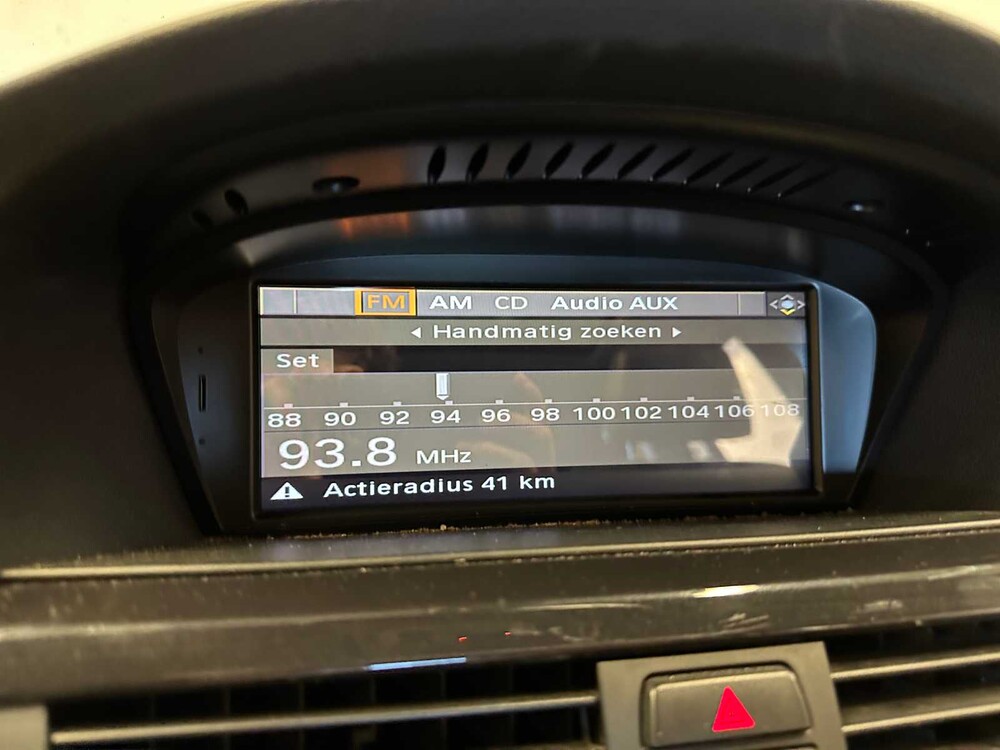 FM AM CD Audio AUX
Handmatig zoeken
Set
88 90 92 94 96 98 100 102 104 106 108
93.8 MHz
Actieradius 41 km